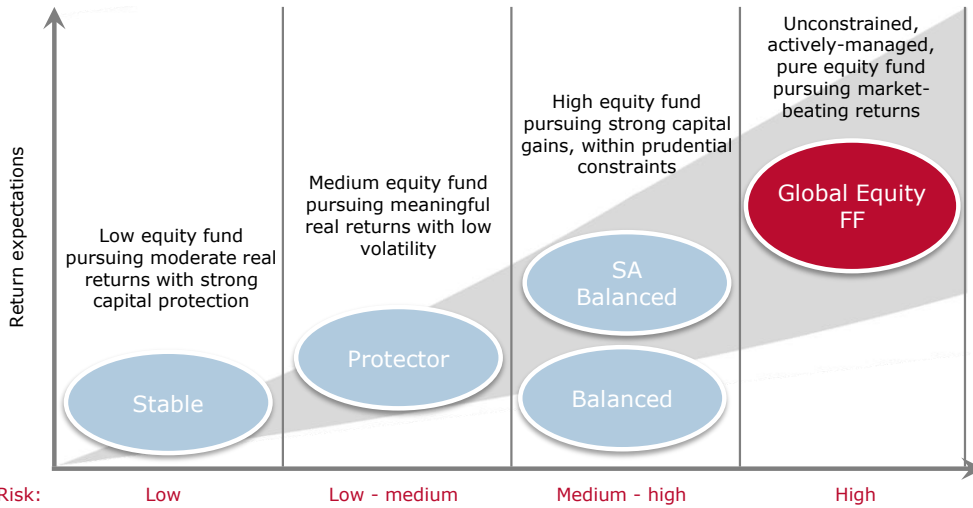 Return expectations
Low equity fund
pursuing moderate real
returns with strong
capital protection
Stable
Medium equity fund
pursuing meaningful
real returns with low
volatility
Protector
High equity fund
pursuing strong capital
gains, within prudential
constraints
SA
Balanced
Balanced
Unconstrained,
actively-managed,
pure equity fund
pursuing market-
beating returns
Global Equity
FF
Risk:
Low
Low - medium
Medium - high
High